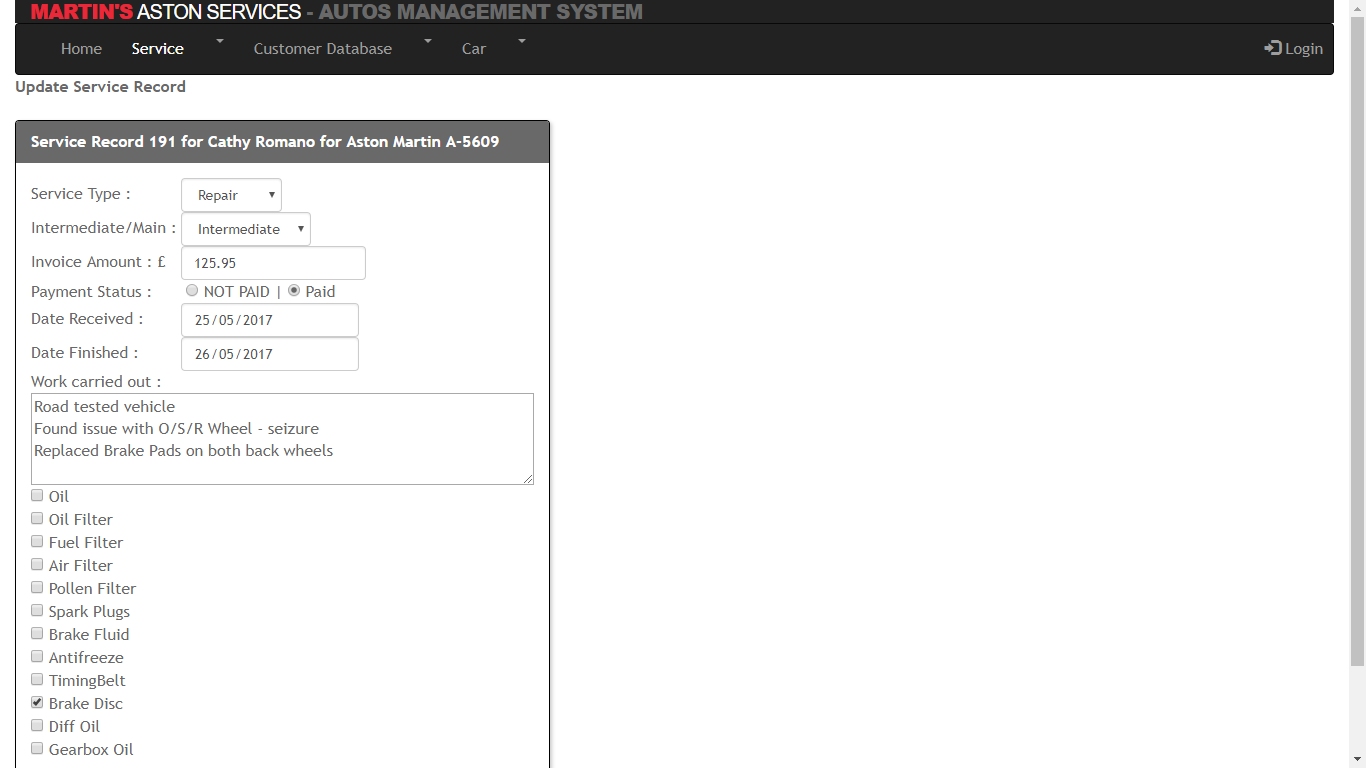 MARTIN'S ASTON SERVICES - AUTOS MANAGEMENT SYSTEM
Home Service Customer Database Car Login
Update Service Record
Service Record 191 for Cathy Romano for Aston Martin A-5609
Service Type : Repair
Intermediate/Main : Intermediate
Invoice Amount : £ 125.95
Payment Status : NOT PAID | Paid
Date Received : 25/05/2017
Date Finished : 26/05/2017
Work carried out :
Road tested vehicle
Found issue with O/S/R Wheel - seizure
Replaced Brake Pads on both back wheels
Oil
Oil Filter
Fuel Filter
Air Filter
Pollen Filter
Spark Plugs
Brake Fluid
Antifreeze
TimingBelt
Brake Disc
Diff Oil
Gearbox Oil